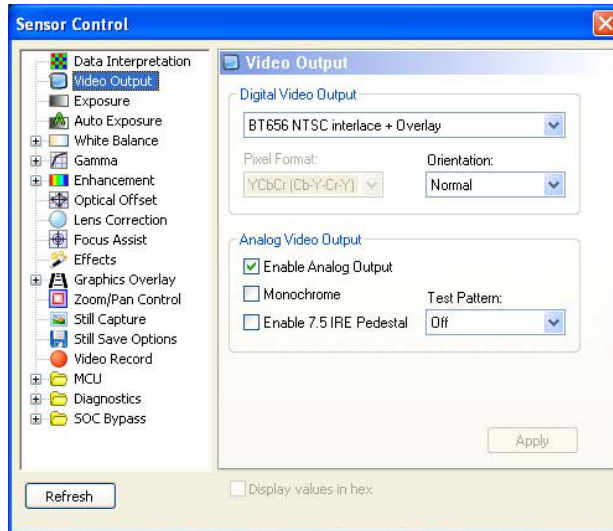 Sensor Control
Data Interpretation
Video Output
Exposure
Auto Exposure
White Balance
Gamma
Enhancement
Optical Offset
Lens Correction
Focus Assist
Effects
Graphics Overlay
Zoom/Pan Control
Still Capture
Still Save Options
Video Record
MCU
Diagnostics
SOC Bypass
Refresh
Video Output
Digital Video Output
BT656 NTSC interlace + Overlay
Pixel Format:
Orientation:
YCbCr (Cb-Y-Cr-Y)
Normal
Analog Video Output
Enable Analog Output
Monochrome
Test Pattern:
Enable 7.5 IRE Pedestal
Off
Apply
Display values in hex